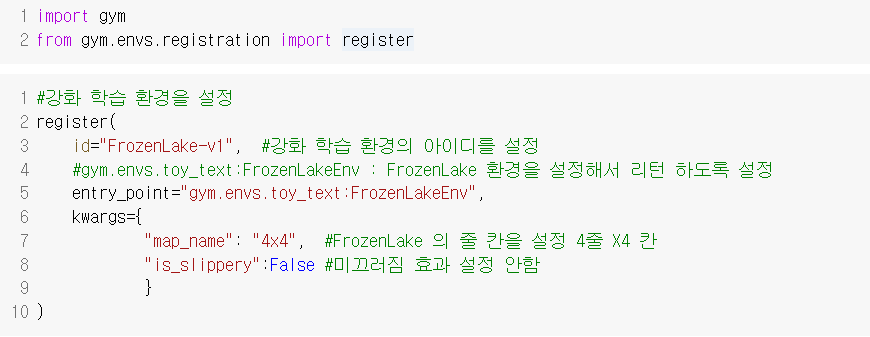 1 import gym
2 from gym.envs.registration import register
1 #강화 학습 환경을 설정
2 register(
3     id="FrozenLake-v1",  #강화 학습 환경의 아이디를 설정
4     #gym.envs.toy_text:FrozenLakeEnv : FrozenLake 환경을 설정해서 리턴 하도록 설정
5     entry_point="gym.envs.toy_text:FrozenLakeEnv",
6     kwargs={
7             "map_name": "4x4",  #FrozenLake 의 줄 칸을 설정 4줄 X4 칸
8             "is_slippery":False #미끄러짐 효과 설정 안함
9             }
10 )